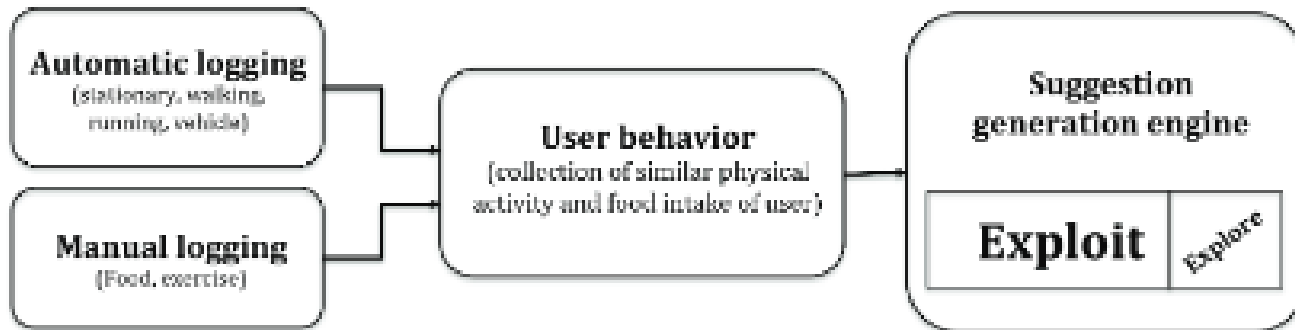 Automatic logging
(stationary, walking,
running, vehicle)
Manual logging
(Food, exercise)
User behavior
(collection of similar physical
activity and food intake of user)
Suggestion
generation engine
Exploit
Explore